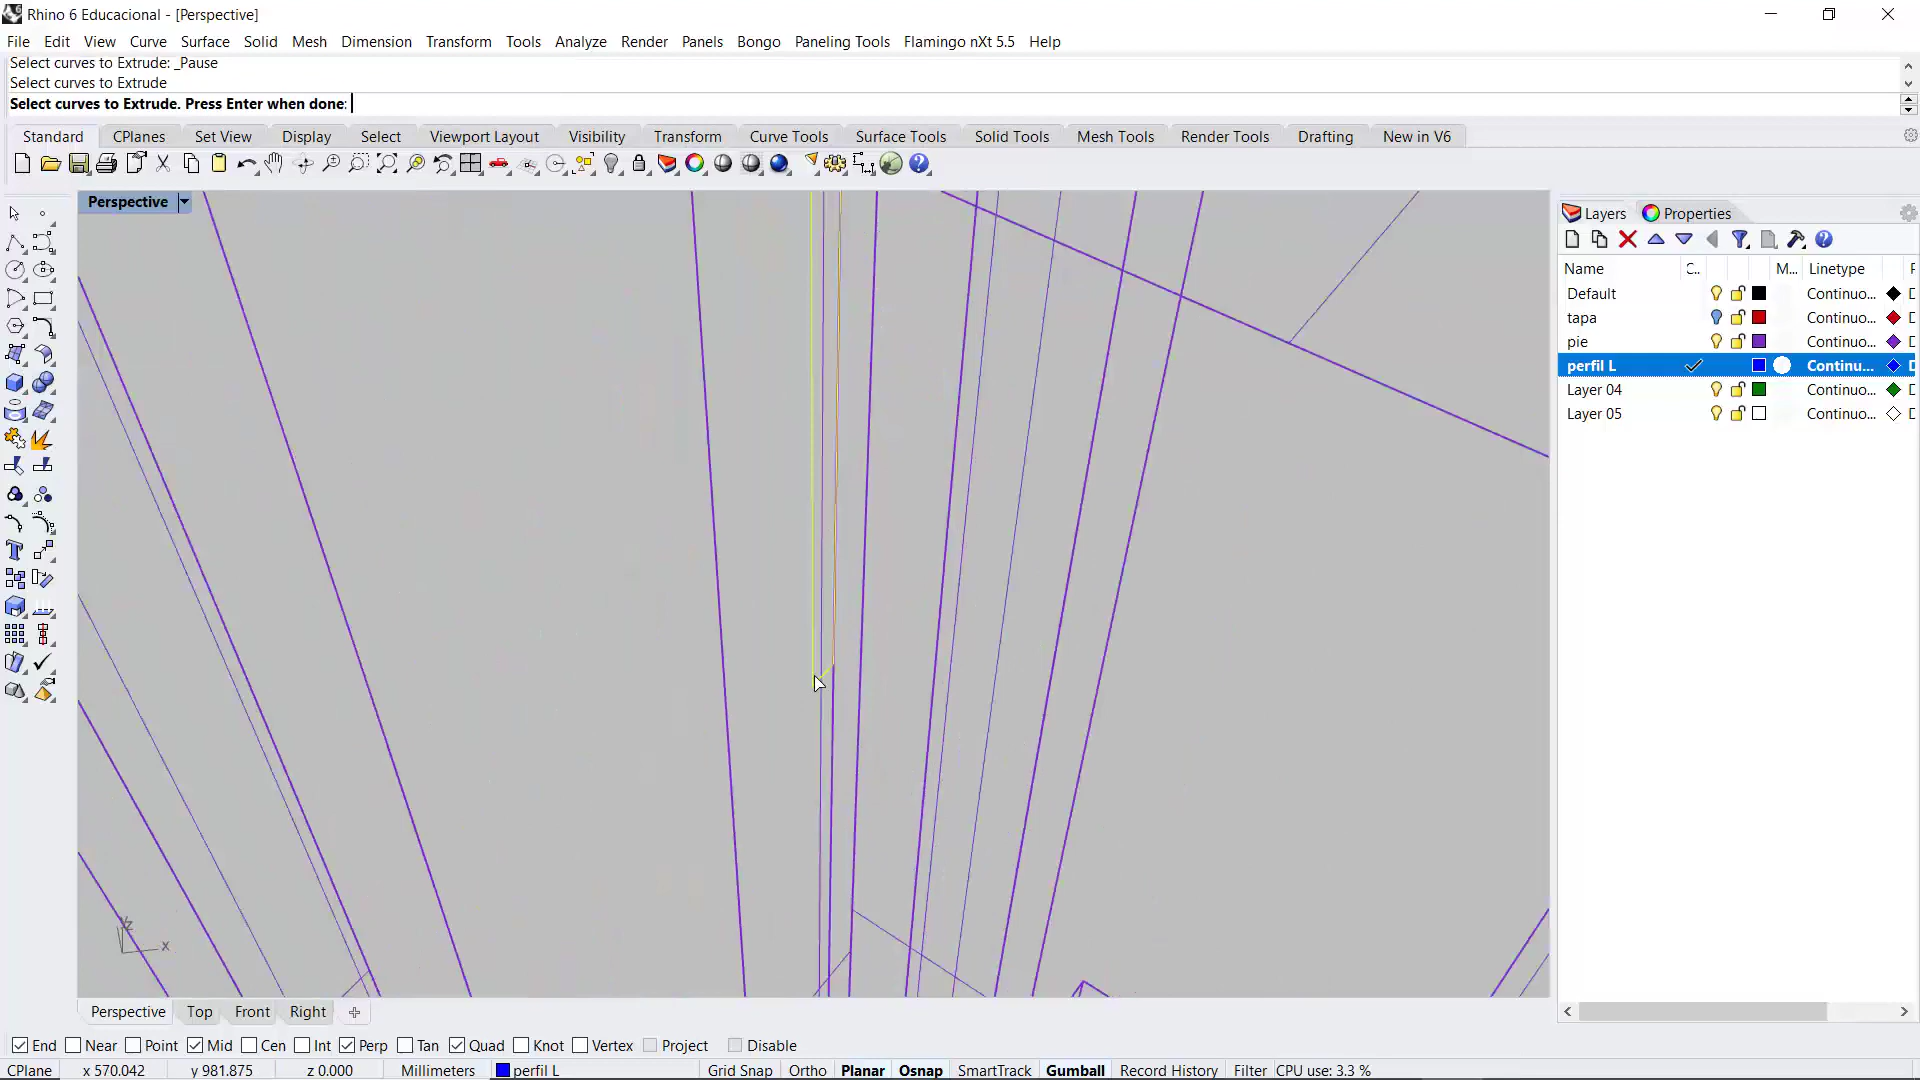 Rhino 6 Educacional - [Perspective]
File Edit View Curve Surface Solid Mesh Dimension Transform Tools Analyze Render Panels Bongo Paneling Tools Flamingo nXt 5.5 Help
Select curves to Extrude: _Pause
Select curves to Extrude
Select curves to Extrude. Press Enter when done:
Standard CPlanes Set View Display Select Viewport Layout Visibility Transform Curve Tools Surface Tools Solid Tools Mesh Tools Render Tools Drafting New in V6
Perspective
Layers Properties
Name C.. M... Linetype P
Default Continuo... D
tapa Continuo... D
pie Continuo... D
perfil L Continu... D
Layer 04 Continuo... D
Layer 05 Continuo... D
z x
Perspective Top Front Right
End Near Point Mid Cen Int Perp Tan Quad Knot Vertex Project Disable
CPlane x 570.042 y 981.875 z 0.000 Millimeters perfil L Grid Snap Ortho Planar Osnap SmartTrack Gumball Record History Filter CPU use: 3.3 %